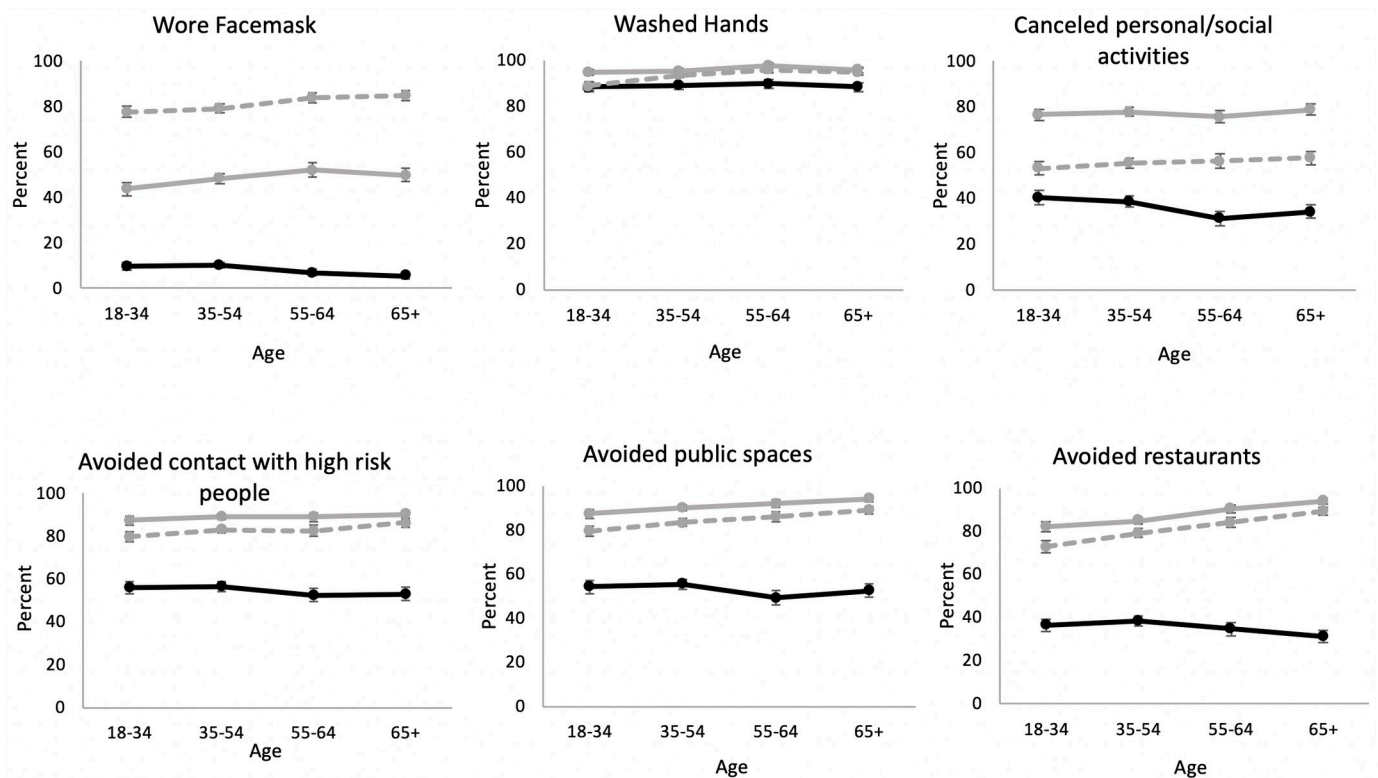 Wore Facemask
100
80
60
40
20
0
Percent
18-34 35-54 55-64 65+
Age
Washed Hands
100
80
60
40
20
0
Percent
18-34 35-54 55-64 65+
Age
Canceled personal/social
activities
100
80
60
40
20
0
Percent
18-34 35-54 55-64 65+
Age
Avoided contact with high risk
people
100
80
60
40
20
0
Percent
18-34 35-54 55-64 65+
Age
Avoided public spaces
100
80
60
40
20
0
Percent
18-34 35-54 55-64 65+
Age
Avoided restaurants
100
80
60
40
20
0
Percent
18-34 35-54 55-64 65+
Age